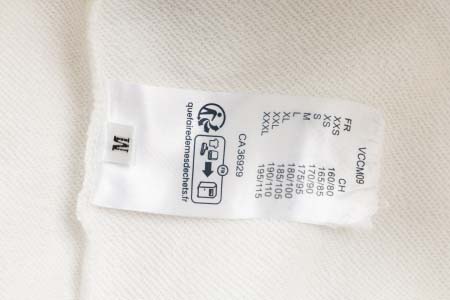 M
VCCM09
FR CH
XXS 160/80
XS 165/85
S 170/90
M 175/95
L 180/100
XL 185/105
XXL 190/110
XXXL 195/115
CA 36929
FR
quefairedemesdechets.fr